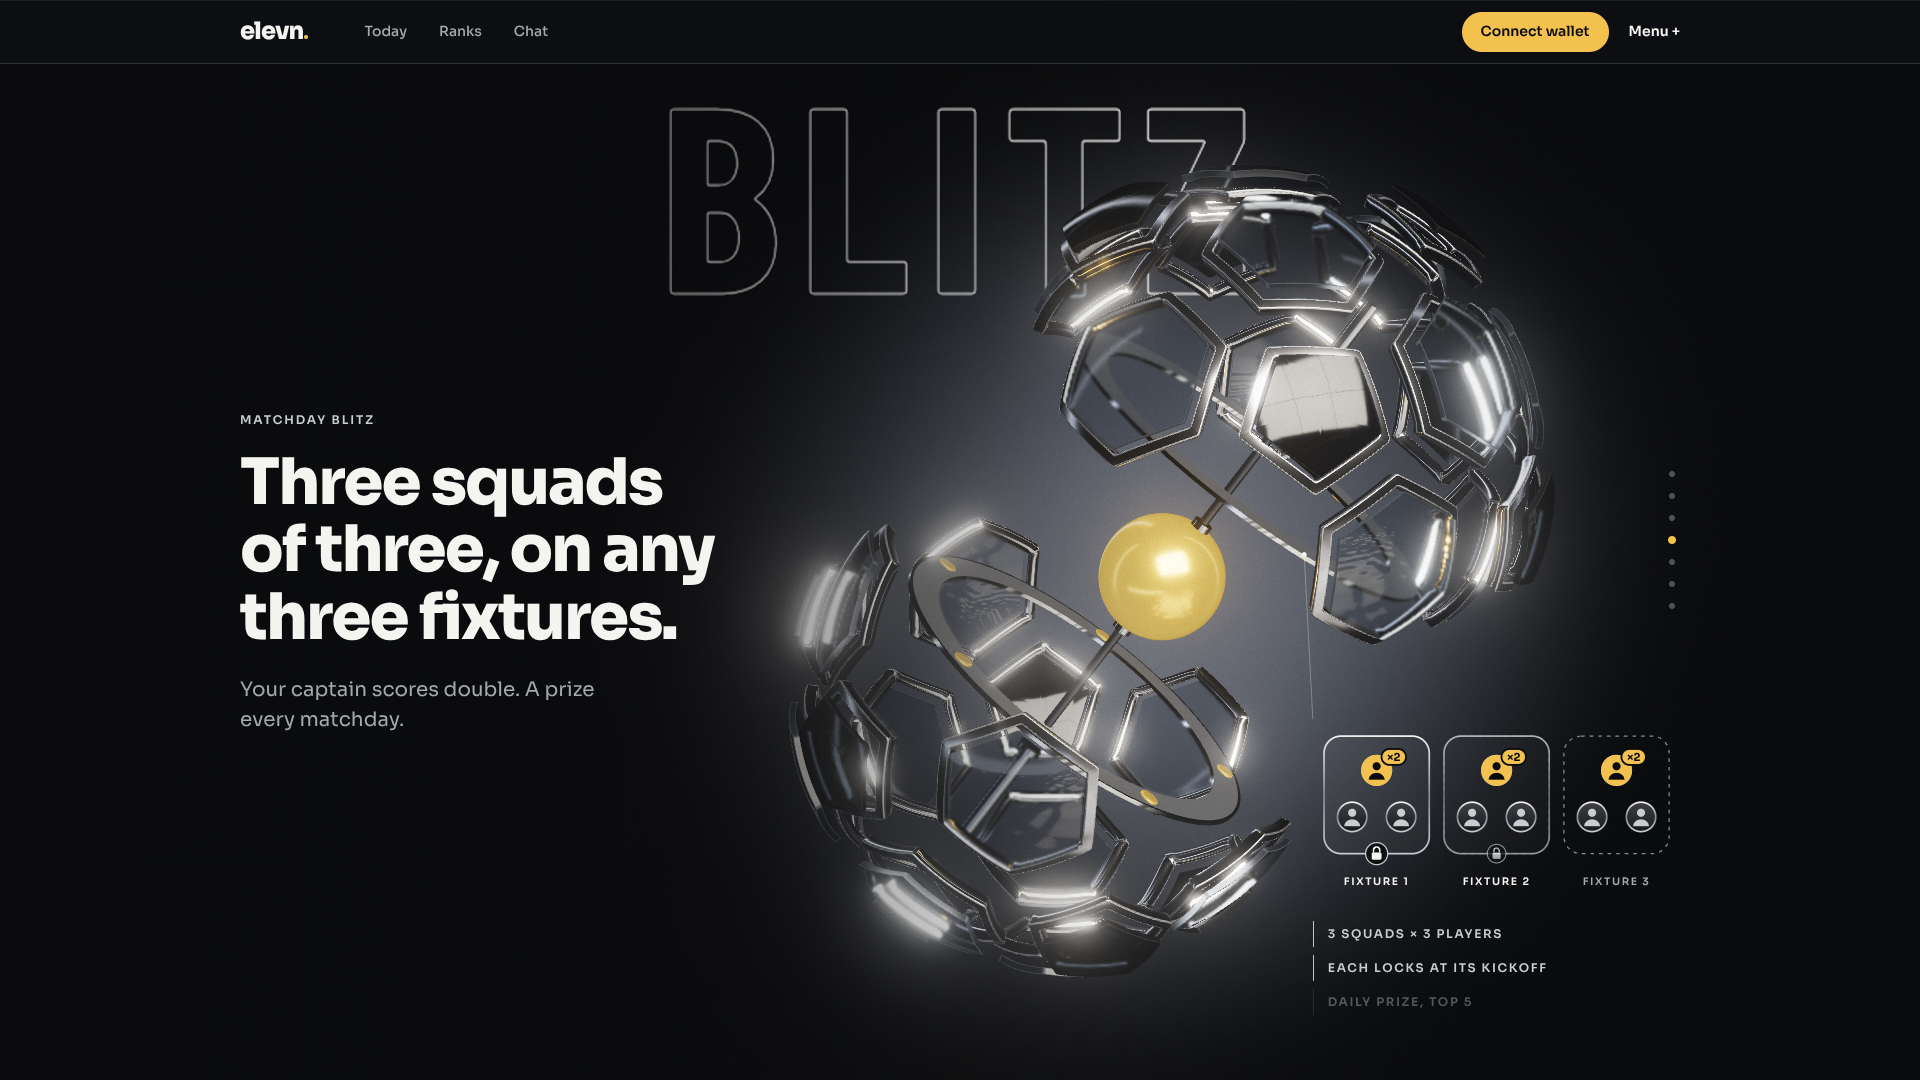 elevn.
Today
Ranks
Chat
Connect wallet
Menu +
BLITZ
MATCHDAY BLITZ
Three squads
of three, on any
three fixtures.
Your captain scores double. A prize
every matchday.
×2
×2
×2
FIXTURE 1
FIXTURE 2
FIXTURE 3
3 SQUADS × 3 PLAYERS
EACH LOCKS AT ITS KICKOFF
DAILY PRIZE, TOP 5